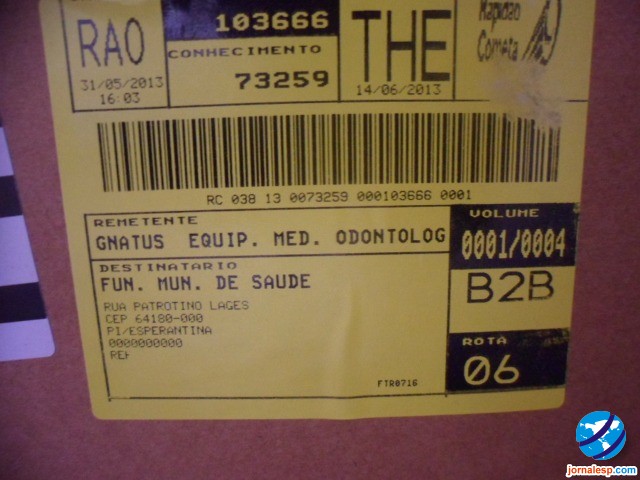 RAO
31/05/2013
16:03
103666
CONHECIMENTO
73259
THE
14/06/2013
Rapidao
Cometa
RC 038 13 0073259 000103666 0001
REMETENTE
GNATUS EQUIP. MED. ODONTOLOG
VOLUME
0001/0004
DESTINATARIO
FUN. MUN. DE SAUDE
B2B
RUA PATROTINO LAGES
CEP 64180-000
PI/ESPERANTINA
0000000000
ROTA
06
FTR0716
jornalesp.com